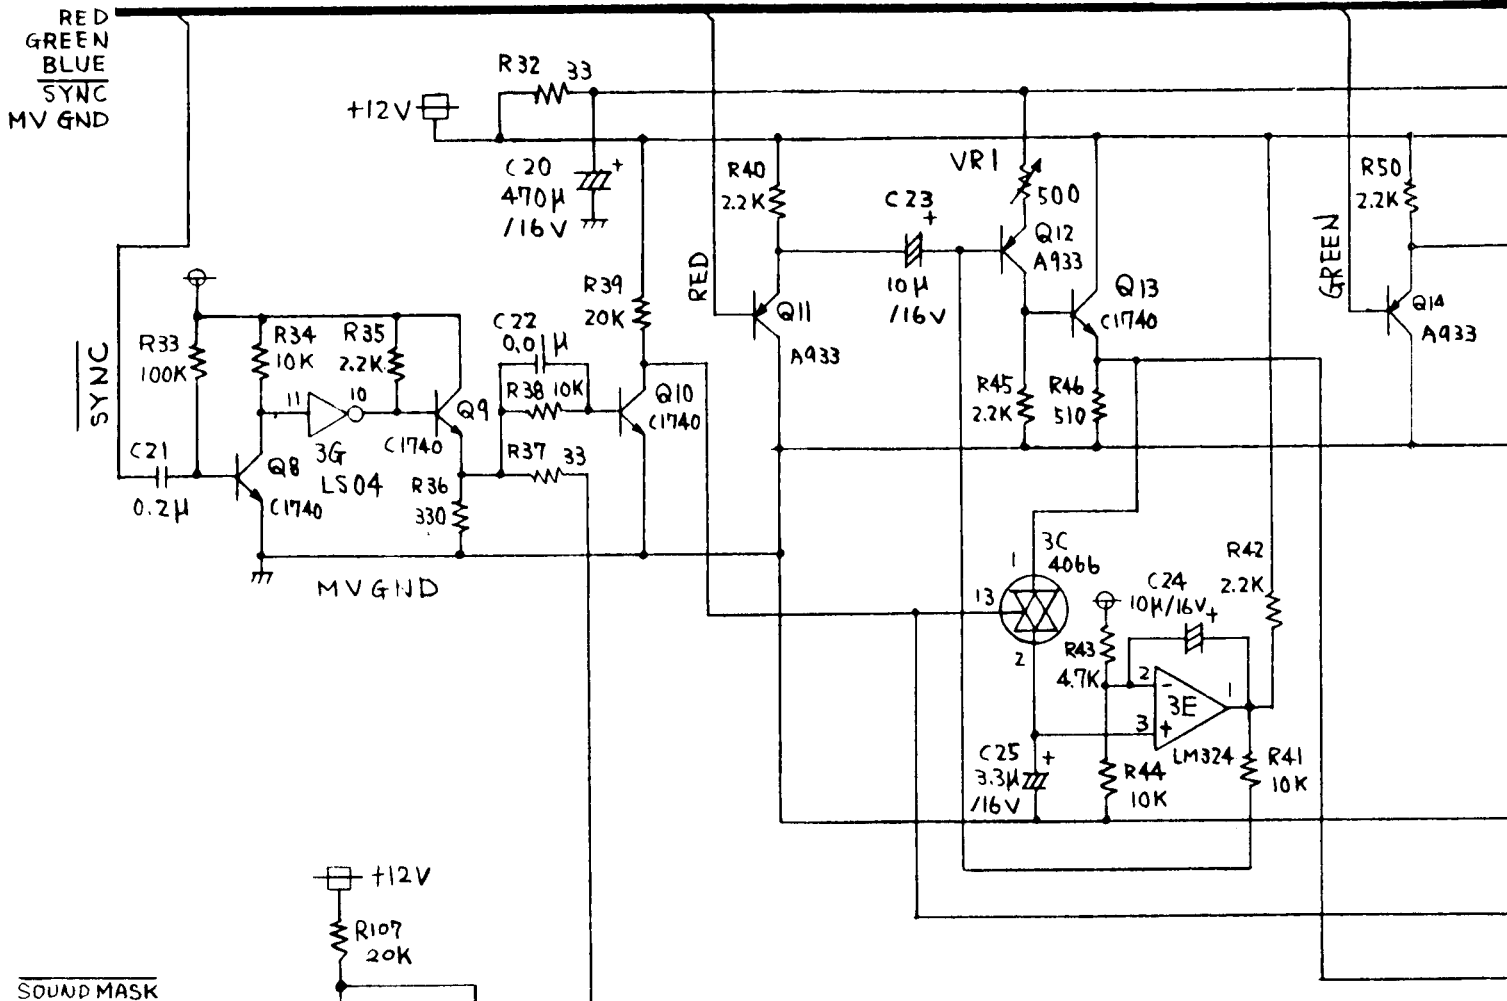 RED
GREEN
BLUE
SYNC
MV GND
+12V
R32 33
C20
470μ
/16V
R39
20K
RED
R40
2.2K
C23
+
10μ
/16V
VR1
500
Q12
A933
Q13
C1740
GREEN
R50
2.2K
Q14
A933
Q11
A933
SYNC
R33
100K
R34
10K
R35
2.2K
11
10
3G
LS04
Q9
C1740
C22
0.01μ
R38 10K
R37 33
Q10
C1740
C21
0.2μ
Q8
C1740
R36
330
MV GND
R45
2.2K
R46
510
1
3C
4066
13
2
C24
10μ/16V
+
R42
2.2K
R43
4.7K
2
-
3E
1
3
+
LM324
C25
+
3.3μ
/16V
R44
10K
R41
10K
+12V
R107
20K
SOUND MASK